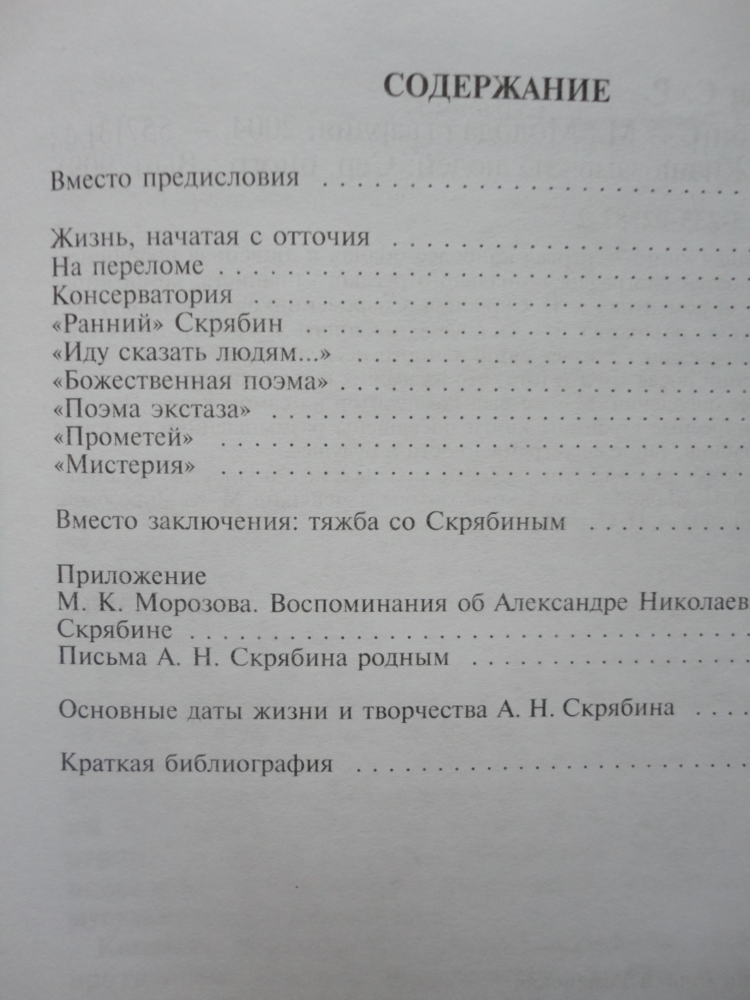 СОДЕРЖАНИЕ
Вместо предисловия . . . . . . . . . . . . . . . . . . . . . . . . .
Жизнь, начатая с отточия . . . . . . . . . . . . . . . . . . . . .
На переломе . . . . . . . . . . . . . . . . . . . . . . . . . . . . . . .
Консерватория . . . . . . . . . . . . . . . . . . . . . . . . . . . . .
«Ранний» Скрябин . . . . . . . . . . . . . . . . . . . . . . . . . .
«Иду сказать людям...» . . . . . . . . . . . . . . . . . . . . . . .
«Божественная поэма» . . . . . . . . . . . . . . . . . . . . . . . .
«Поэма экстаза» . . . . . . . . . . . . . . . . . . . . . . . . . . . .
«Прометей» . . . . . . . . . . . . . . . . . . . . . . . . . . . . . . .
«Мистерия» . . . . . . . . . . . . . . . . . . . . . . . . . . . . . . .
Вместо заключения: тяжба со Скрябиным . . . . . . . . . .
Приложение
М. К. Морозова. Воспоминания об Александре Николаев
Скрябине . . . . . . . . . . . . . . . . . . . . . . . . . . . . . . . . .
Письма А. Н. Скрябина родным . . . . . . . . . . . . . . . . .
Основные даты жизни и творчества А. Н. Скрябина . . . .
Краткая библиография . . . . . . . . . . . . . . . . . . . . . . . .